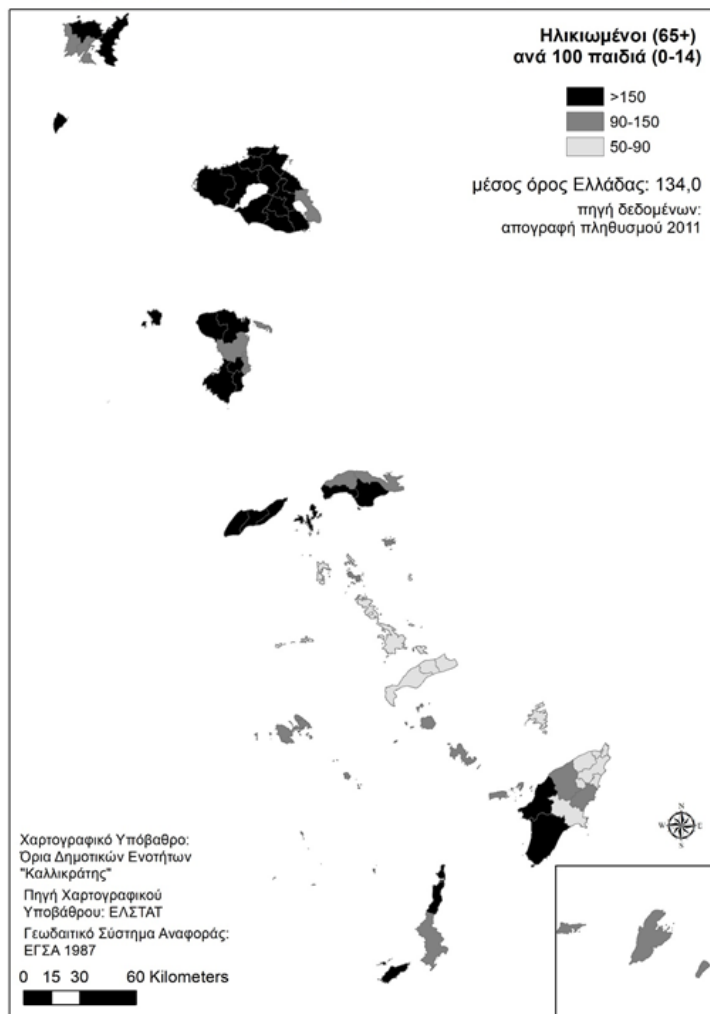 Ηλικιωμένοι (65+)
ανά 100 παιδιά (0-14)
>150
90-150
50-90
μέσος όρος Ελλάδας: 134,0
πηγή δεδομένων:
απογραφή πληθυσμού 2011
N
W E
S
Χαρτογραφικό Υπόβαθρο:
Όρια Δημοτικών Ενοτήτων
"Καλλικράτης"
Πηγή Χαρτογραφικού
Υποβάθρου: ΕΛΣΤΑΤ
Γεωδαιτικό Σύστημα Αναφοράς:
ΕΓΣΑ 1987
0 15 30 60 Kilometers